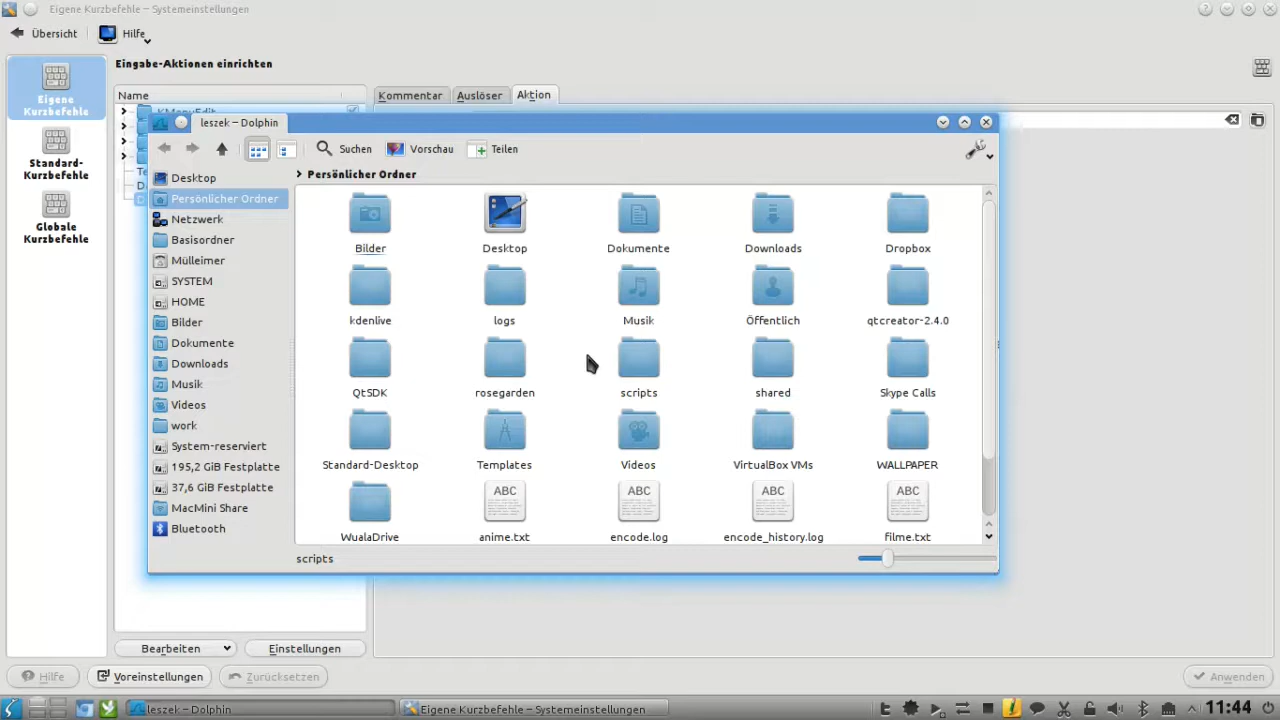 Eigene Kurzbefehle – Systemeinstellungen
Übersicht
Hilfe
Eingabe-Aktionen einrichten
Eigene
Kurzbefehle
Standard-
Kurzbefehle
Globale
Kurzbefehle
Name
Kommentar
Auslöser
Aktion
KMenuEdit
leszek – Dolphin
Suchen
Vorschau
Teilen
Persönlicher Ordner
Desktop
Persönlicher Ordner
Netzwerk
Basisordner
Mülleimer
SYSTEM
HOME
Bilder
Dokumente
Downloads
Musik
Videos
work
System-reserviert
195,2 GiB Festplatte
37,6 GiB Festplatte
MacMini Share
Bluetooth
Bilder
Desktop
Dokumente
Downloads
Dropbox
kdenlive
logs
Musik
Öffentlich
qtcreator-2.4.0
QtSDK
rosegarden
scripts
shared
Skype Calls
Standard-Desktop
Templates
Videos
VirtualBox VMs
WALLPAPER
ABC
ABC
ABC
ABC
WualaDrive
anime.txt
encode.log
encode_history.log
filme.txt
scripts
Bearbeiten
Einstellungen
Hilfe
Voreinstellungen
Zurücksetzen
Anwenden
leszek – Dolphin
Eigene Kurzbefehle – Systemeinstellungen
11:44